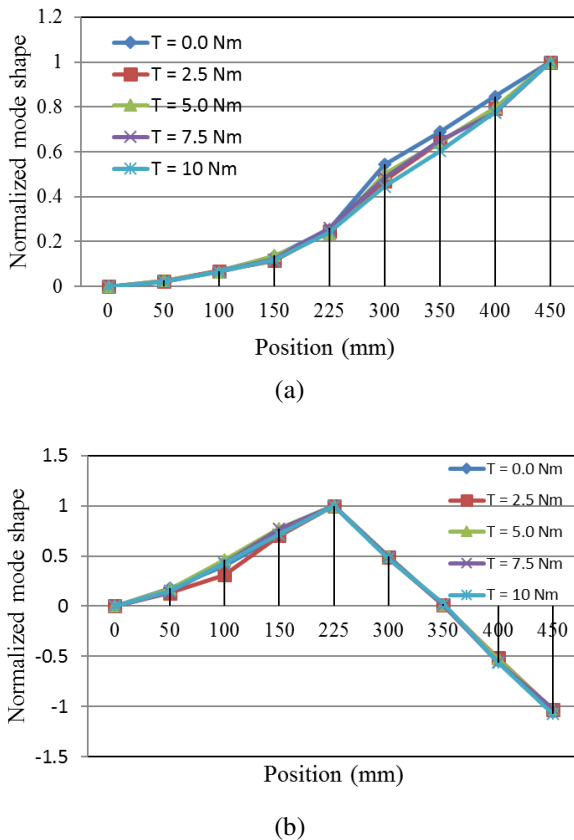 Normalized mode shape
1.2
1
0.8
0.6
0.4
0.2
0
T = 0.0 Nm
T = 2.5 Nm
T = 5.0 Nm
T = 7.5 Nm
T = 10 Nm
0 50 100 150 225 300 350 400 450
Position (mm)
(a)
Normalized mode shape
1.5
1
0.5
0
-0.5
-1
-1.5
T = 0.0 Nm
T = 2.5 Nm
T = 5.0 Nm
T = 7.5 Nm
T = 10 Nm
0 50 100 150 225 300 350 400 450
Position (mm)
(b)